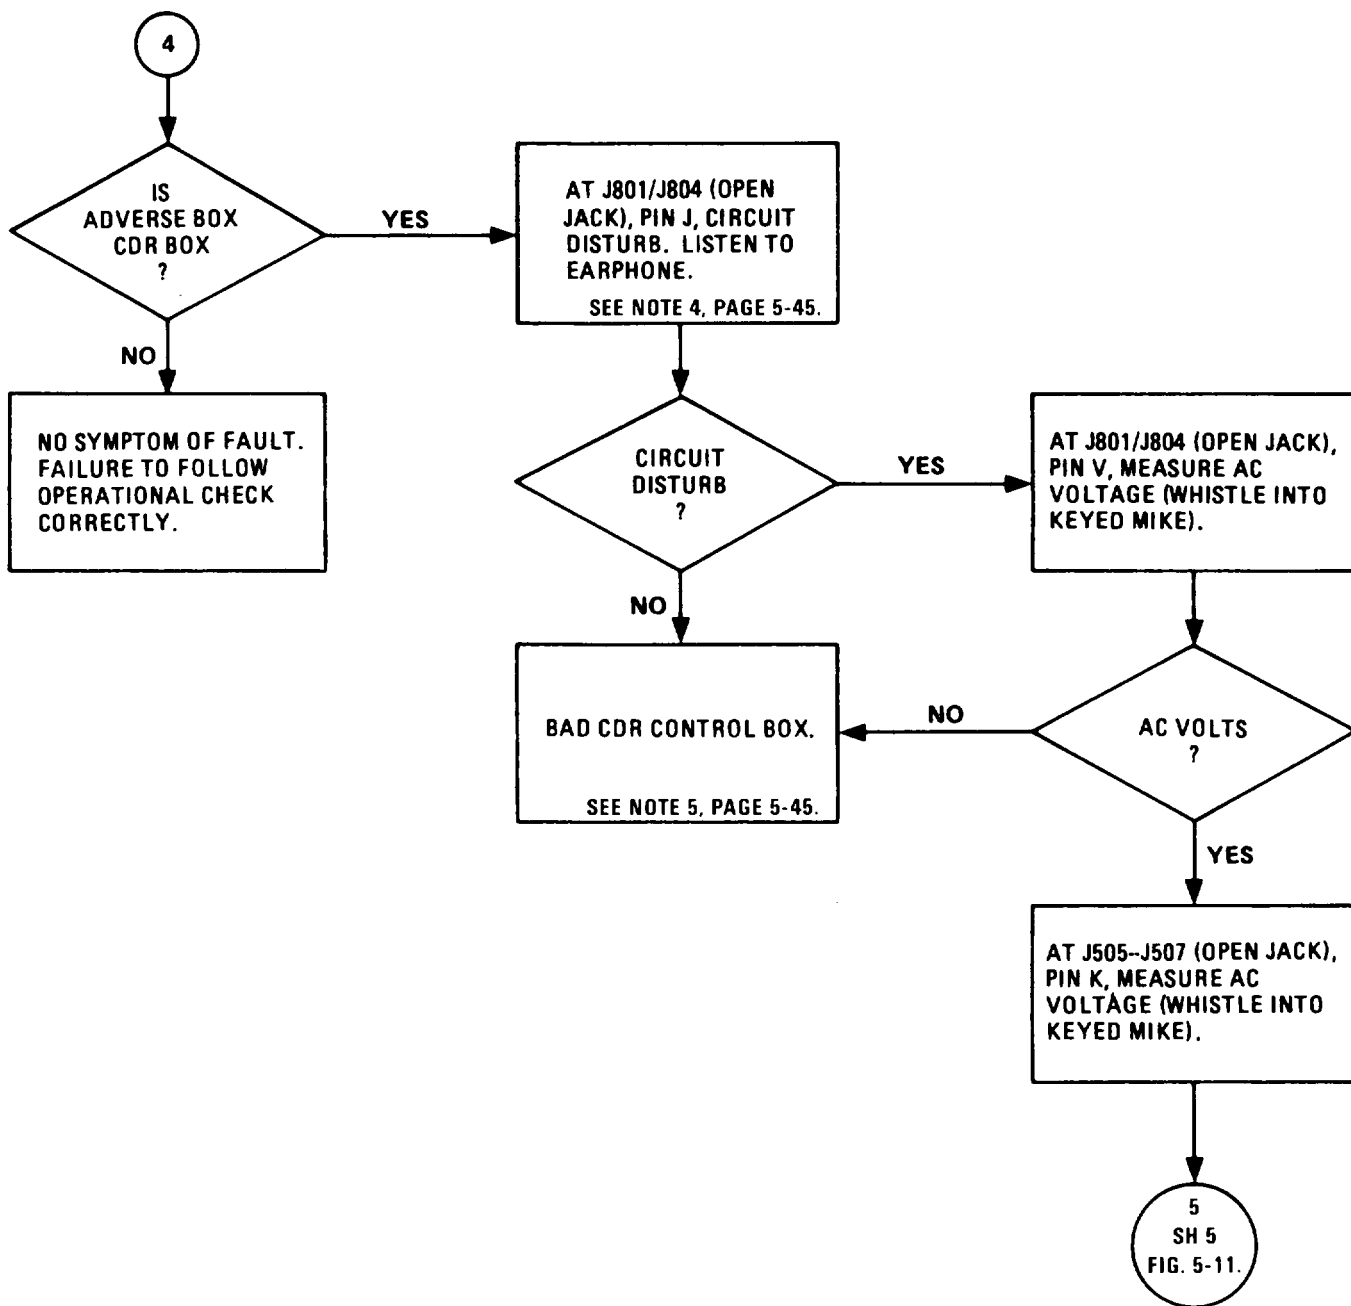 4
IS
ADVERSE BOX
CDR BOX
?
YES
AT J801/J804 (OPEN
JACK), PIN J, CIRCUIT
DISTURB. LISTEN TO
EARPHONE.
SEE NOTE 4, PAGE 5-45.
NO
NO SYMPTOM OF FAULT.
FAILURE TO FOLLOW
OPERATIONAL CHECK
CORRECTLY.
CIRCUIT
DISTURB
?
YES
AT J801/J804 (OPEN JACK),
PIN V, MEASURE AC
VOLTAGE (WHISTLE INTO
KEYED MIKE).
NO
BAD CDR CONTROL BOX.
SEE NOTE 5, PAGE 5-45.
NO
AC VOLTS
?
YES
AT J505--J507 (OPEN JACK),
PIN K, MEASURE AC
VOLTAGE (WHISTLE INTO
KEYED MIKE).
5
SH 5
FIG. 5-11.